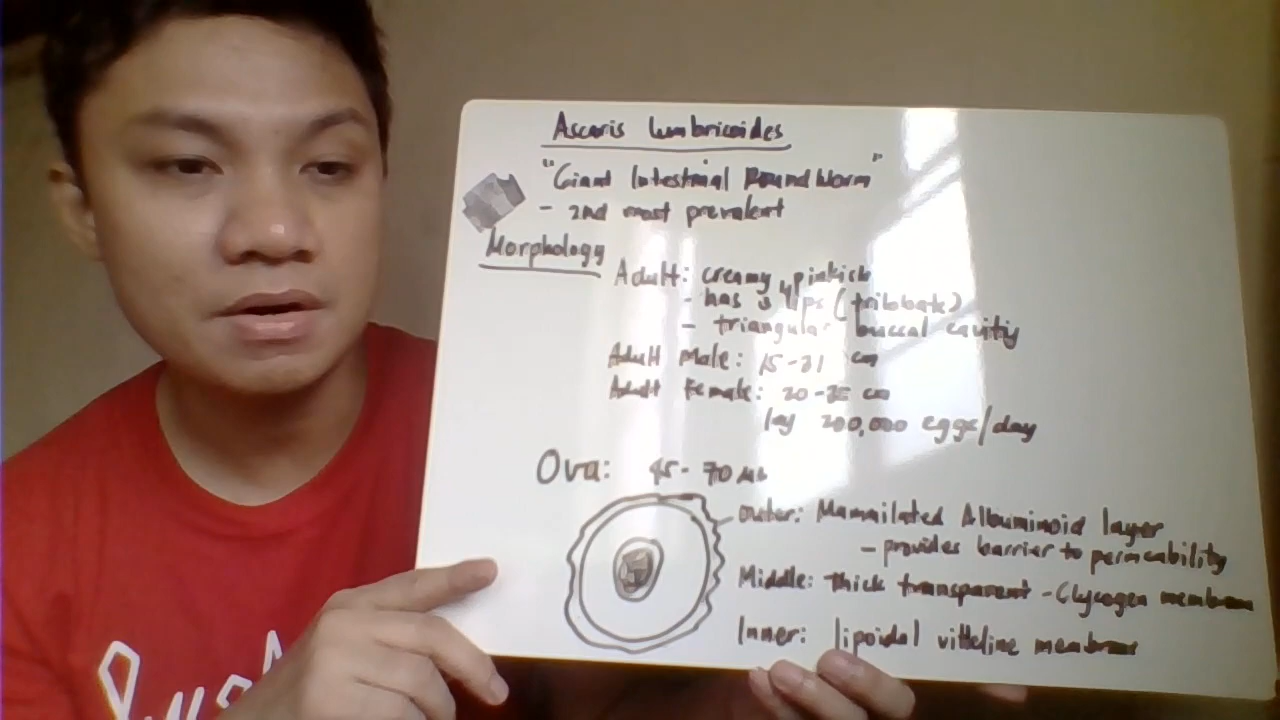 Ascaris lumbricoides
"Giant Intestinal Roundworm"
- 2nd most prevalent
Morphology
Adult: creamy, pinkish
- has 3 lips (trilobate)
- triangular buccal cavity
Adult Male: 15-31 cm
Adult Female: 20-35 cm
lay 200,000 eggs/day
Ova: 45-70
outer: Mammilated Albuminoid layer
- provides barrier to permeability
Middle: thick transparent - Glycogen membrane
Inner: lipoidal vitteline membrane